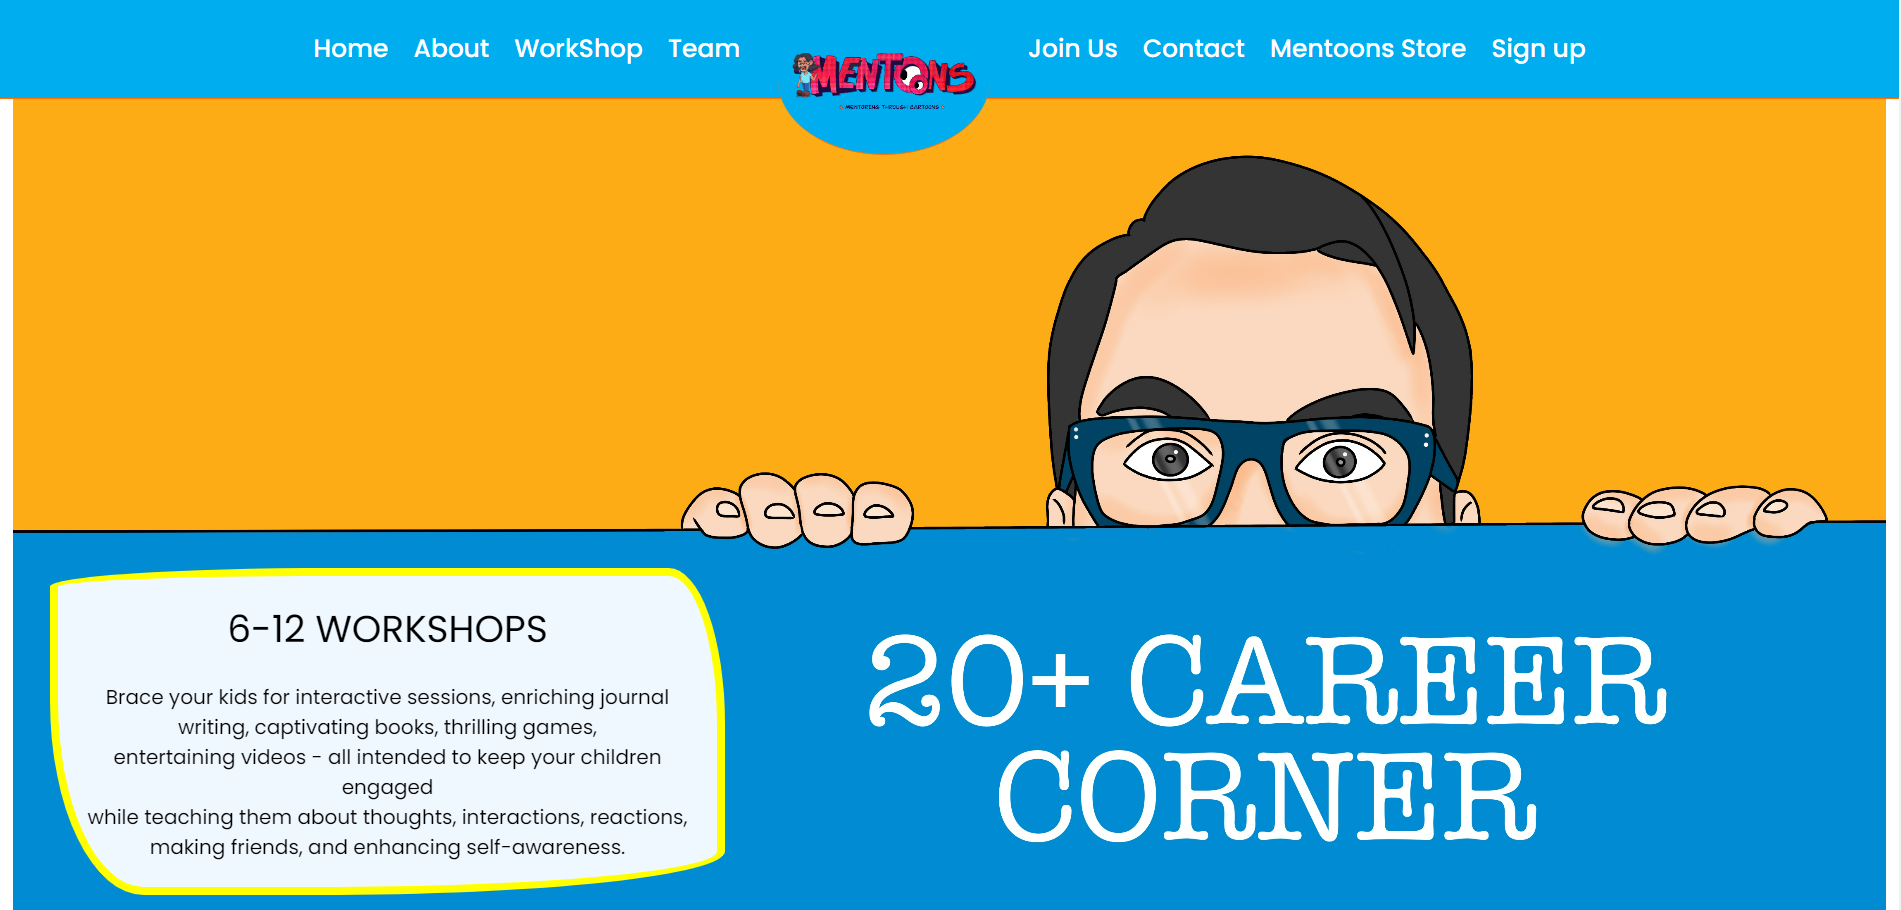 Home About WorkShop Team
MENTOONS
MENTORING THROUGH CARTOONS
Join Us Contact Mentoons Store Sign up
6-12 WORKSHOPS
Brace your kids for interactive sessions, enriching journal
writing, captivating books, thrilling games,
entertaining videos - all intended to keep your children
engaged
while teaching them about thoughts, interactions, reactions,
making friends, and enhancing self-awareness.
20+ CAREER
CORNER